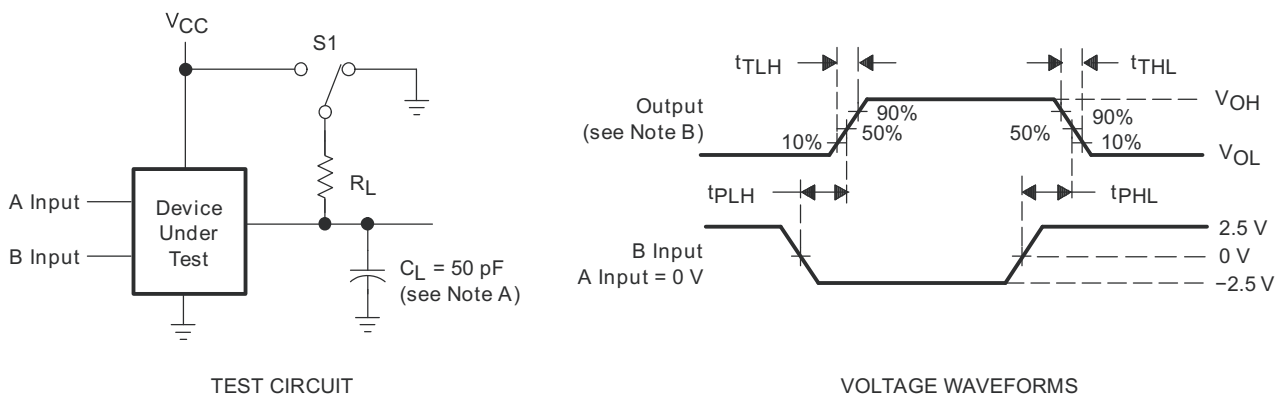 VCC
S1
RL
A Input
B Input
Device
Under
Test
CL = 50 pF
(see Note A)
TEST CIRCUIT
tTLH
tTHL
Output
(see Note B)
10%
50%
90%
50%
90%
10%
VOH
VOL
tPLH
tPHL
B Input
A Input = 0 V
2.5 V
0 V
−2.5 V
VOLTAGE WAVEFORMS